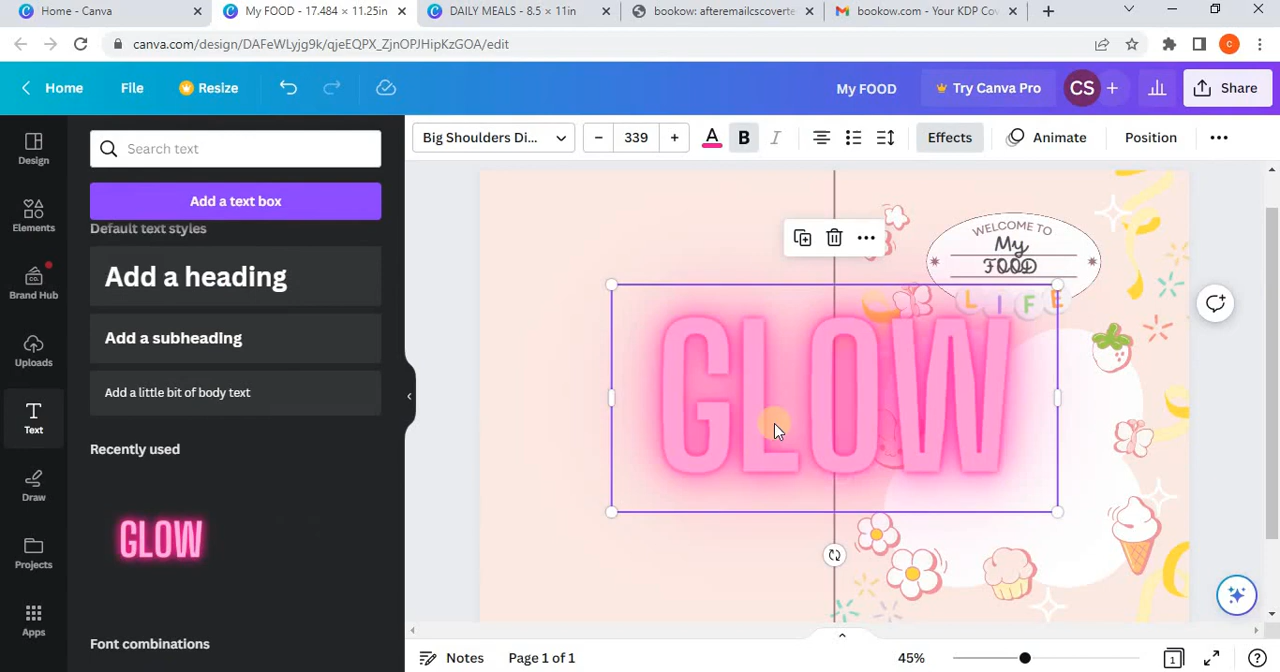 Home - Canva
My FOOD - 17.484 × 11.25in
DAILY MEALS - 8.5 × 11in
bookow: afteremailcscoverte
bookow.com - Your KDP Cov
canva.com/design/DAFeWLyjg9k/qjeEQPX_ZjnOPJHipKzGOA/edit
C
Home
File
Resize
My FOOD
Try Canva Pro
CS
Share
Design
Elements
Brand Hub
Uploads
Text
Draw
Projects
Apps
Search text
Add a text box
Default text styles
Add a heading
Add a subheading
Add a little bit of body text
Recently used
GLOW
Font combinations
Big Shoulders Di...
339
A
B
I
Effects
Animate
Position
WELCOME TO
My
FOOD
LIFE
GLOW
Notes
Page 1 of 1
45%
1